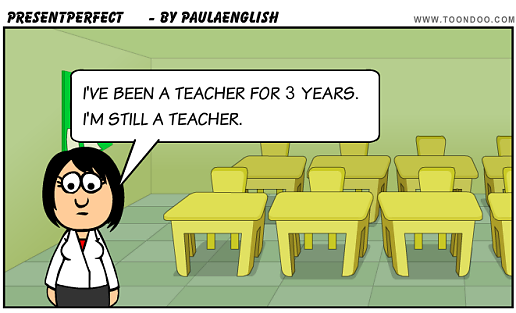 PRESENTPERFECT - BY PAULAENGLISH
WWW.TOONDOO.COM
I'VE BEEN A TEACHER FOR 3 YEARS.
I'M STILL A TEACHER.